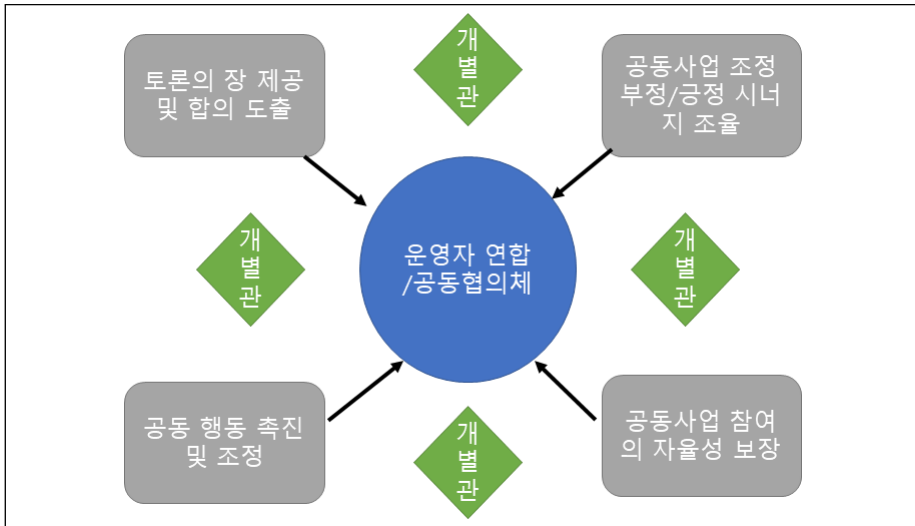 개
별
관
토론의 장 제공
및 합의 도출
공동사업 조정
부정/긍정 시너
지 조율
개
별
관
운영자 연합
/공동협의체
개
별
관
공동 행동 촉진
및 조정
개
별
관
공동사업 참여
의 자율성 보장